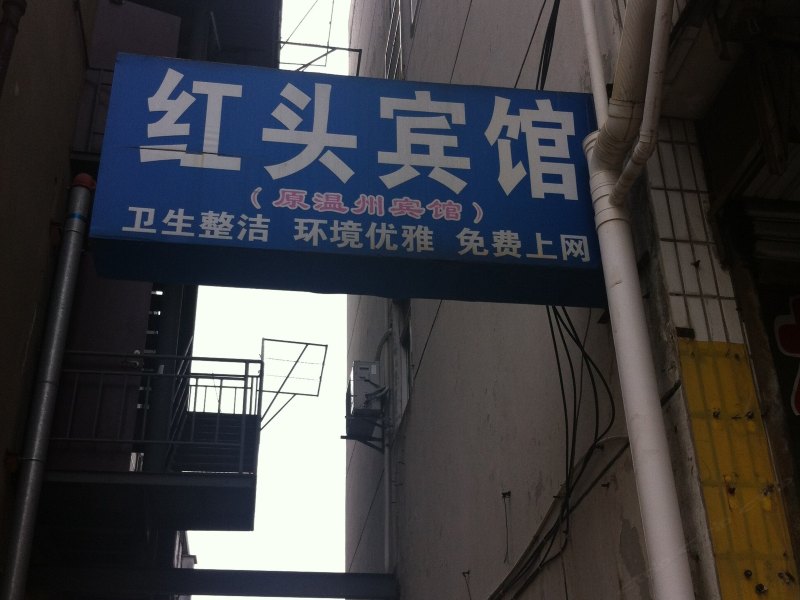 红头宾馆
（原温州宾馆）
卫生整洁 环境优雅 免费上网